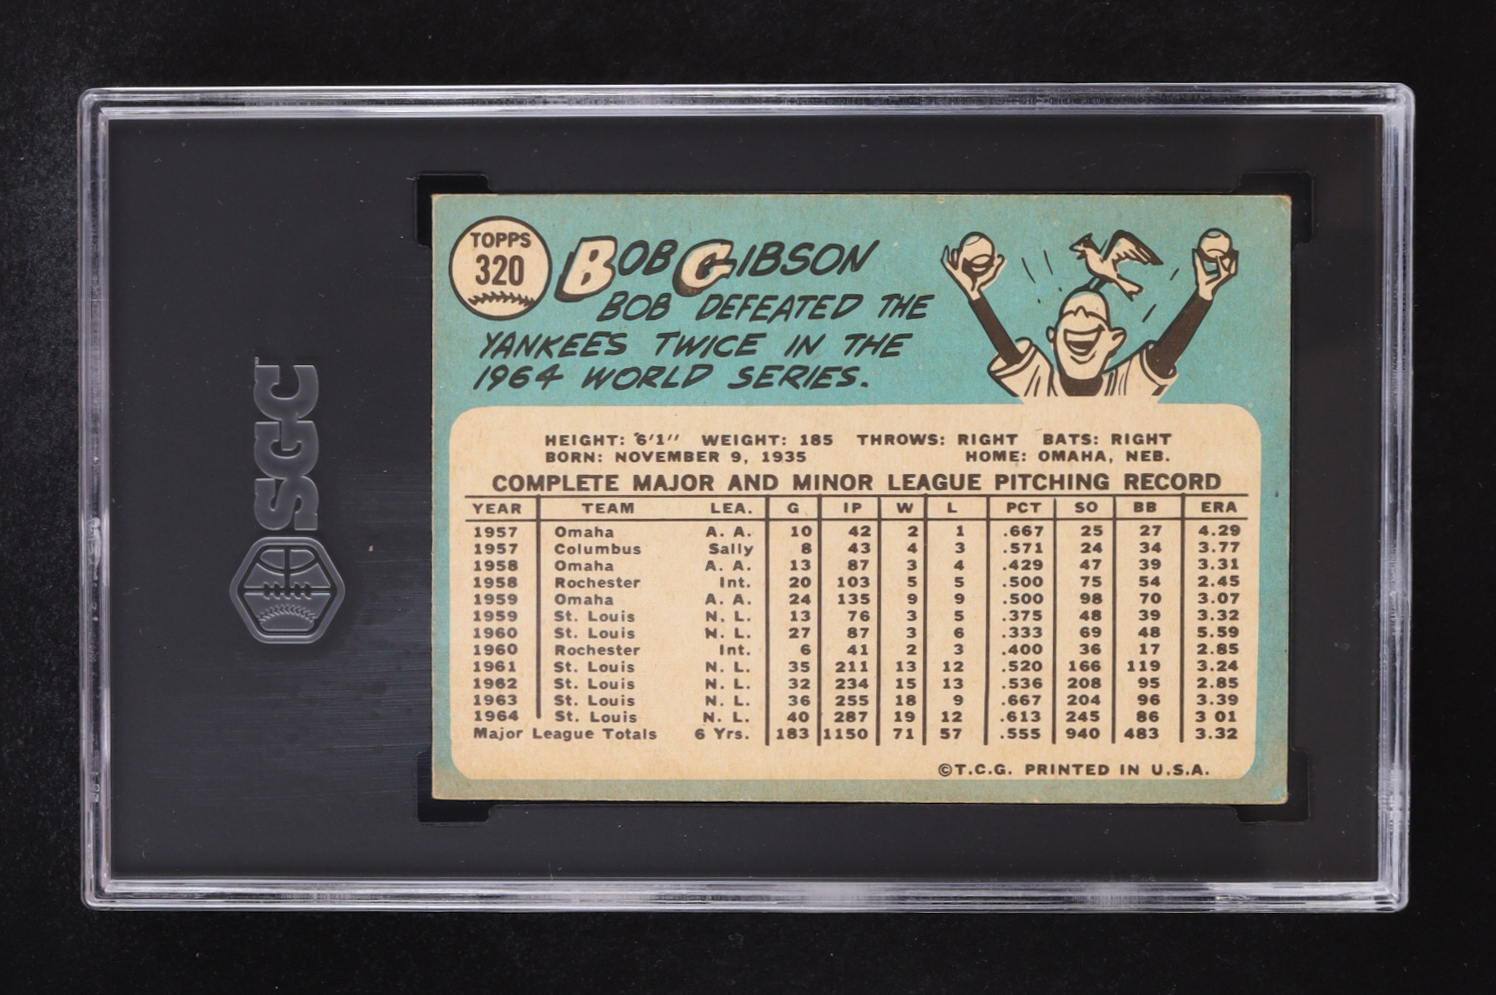 SGC
TOPPS
320
BOB GIBSON
BOB DEFEATED THE
YANKEES TWICE IN THE
1964 WORLD SERIES.
HEIGHT: 6'1" WEIGHT: 185 THROWS: RIGHT BATS: RIGHT
BORN: NOVEMBER 9, 1935 HOME: OMAHA, NEB.
COMPLETE MAJOR AND MINOR LEAGUE PITCHING RECORD
YEAR TEAM LEA. G IP W L PCT SO BB ERA
1957 Omaha A. A. 10 42 2 1 .667 25 27 4.29
1957 Columbus Sally 8 43 4 3 .571 24 34 3.77
1958 Omaha A. A. 13 87 3 4 .429 47 39 3.31
1958 Rochester Int. 20 103 5 5 .500 75 54 2.45
1959 Omaha A. A. 24 135 9 9 .500 98 70 3.07
1959 St. Louis N. L. 13 76 3 5 .375 48 39 3.32
1960 St. Louis N. L. 27 87 3 6 .333 69 48 5.59
1960 Rochester Int. 6 41 2 3 .400 36 17 2.85
1961 St. Louis N. L. 35 211 13 12 .520 166 119 3.24
1962 St. Louis N. L. 32 234 15 13 .536 208 95 2.85
1963 St. Louis N. L. 36 255 18 9 .667 204 96 3.39
1964 St. Louis N. L. 40 287 19 12 .613 245 86 3 01
Major League Totals 6 Yrs. 183 1150 71 57 .555 940 483 3.32
©T.C.G. PRINTED IN U.S.A.